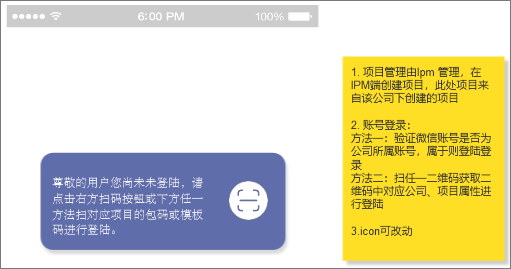 6:00 PM
100%
尊敬的用户您尚未未登陆，请
点击右方扫码按钮或下方任一
方法扫对应项目的包码或模板
码进行登陆。
1. 项目管理由Ipm 管理，在
IPM端创建项目，此处项目来
自该公司下创建的项目
2. 账号登录：
方法一：验证微信账号是否为
公司所属账号，属于则登陆登
录
方法二：扫任一二维码获取二
维码中对应公司、项目属性进
行登陆
3.icon可改动